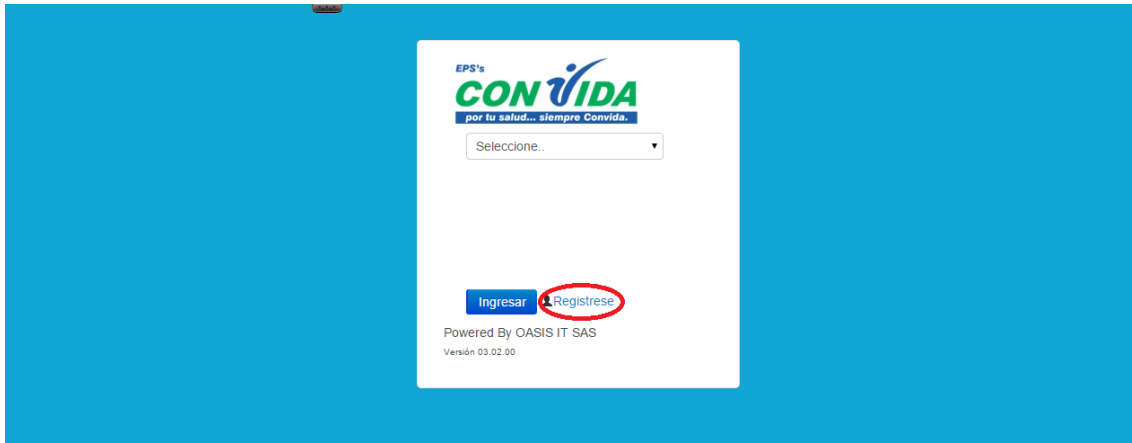 EPS's
CONVIDA
por tu salud... siempre Convida.
Seleccione..
Ingresar Registrese
Powered By OASIS IT SAS
Versión 03.02.00